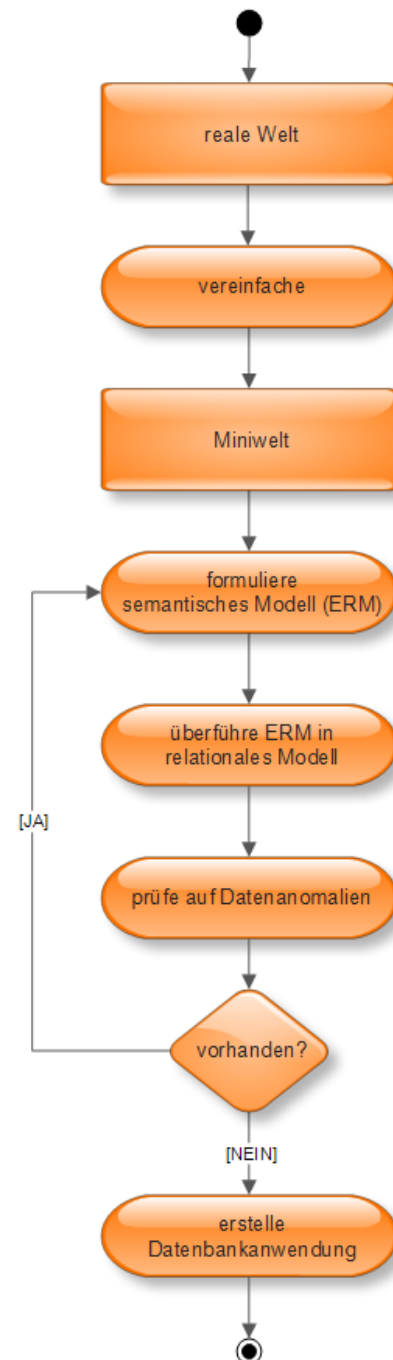 reale Welt
vereinfache
Miniwelt
formuliere
semantisches Modell (ERM)
überführe ERM in
relationales Modell
[JA]
prüfe auf Datenanomalien
vorhanden?
[NEIN]
erstelle
Datenbankanwendung